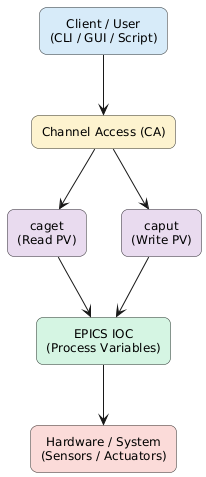 Client / User
(CLI / GUI / Script)
Channel Access (CA)
caget
(Read PV)
caput
(Write PV)
EPICS IOC
(Process Variables)
Hardware / System
(Sensors / Actuators)